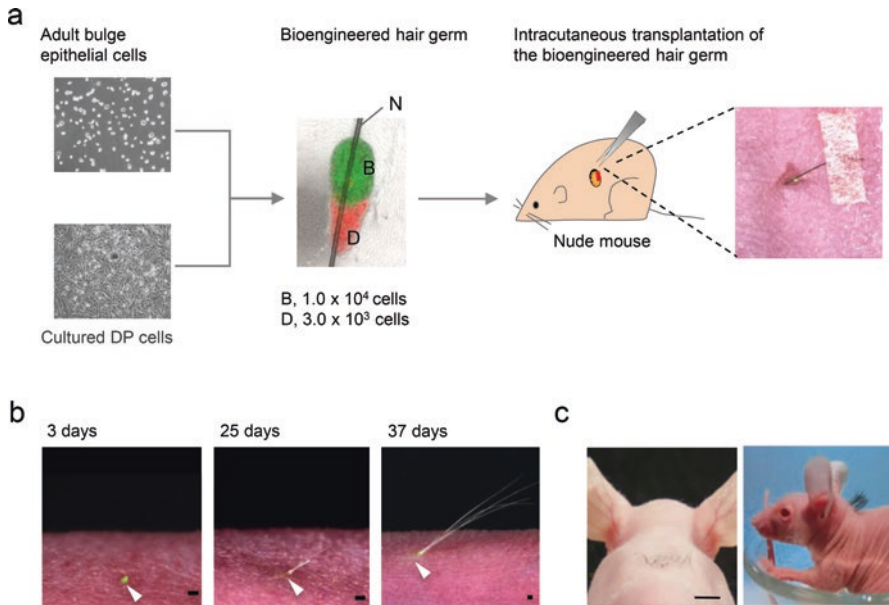 a
Adult bulge
epithelial cells
Cultured DP cells
Bioengineered hair germ
N
B
D
B, 1.0 x 10⁴ cells
D, 3.0 x 10³ cells
Intracutaneous transplantation of
the bioengineered hair germ
Nude mouse
b
3 days
25 days
37 days
c